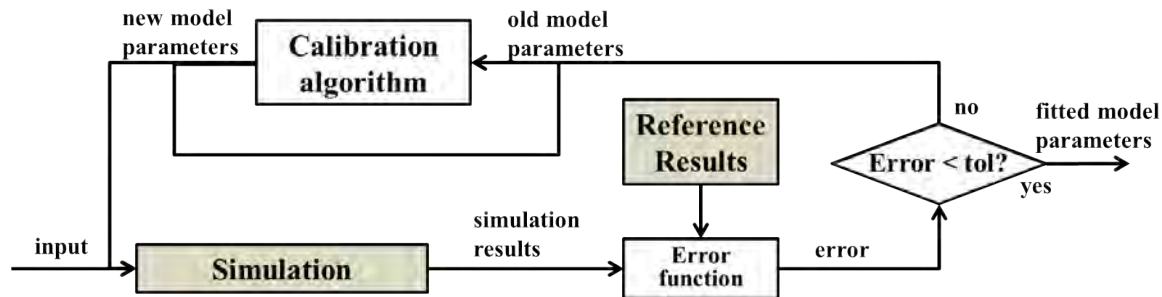 new model
parameters
Calibration
algorithm
old model
parameters
Reference
Results
no
fitted model
parameters
Error < tol?
yes
input
Simulation
simulation
results
Error
function
error